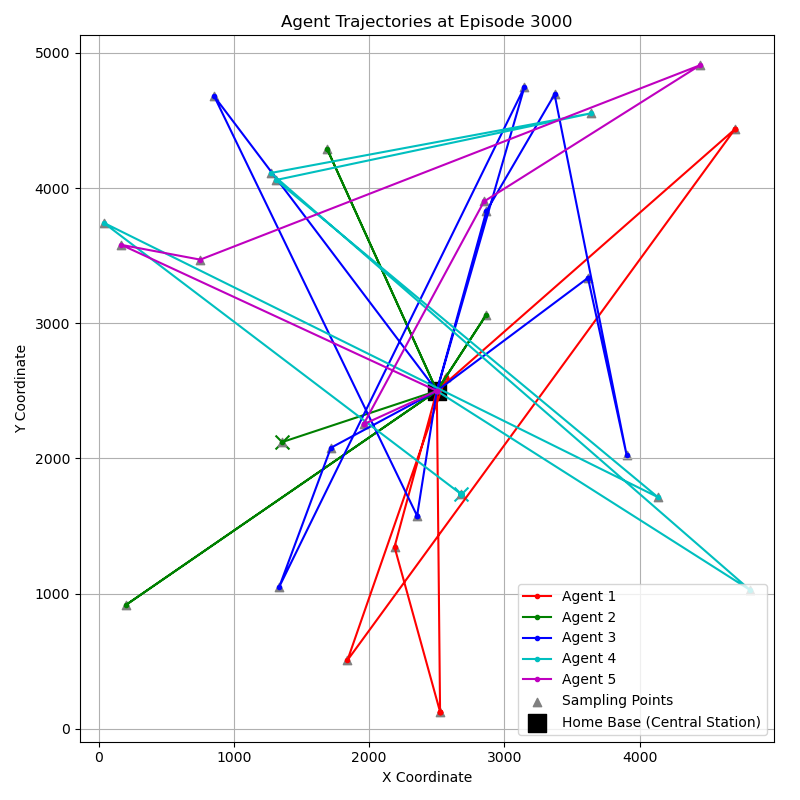 Agent Trajectories at Episode 3000
Y Coordinate
5000
4000
3000
2000
1000
0
0 1000 2000 3000 4000
X Coordinate
Agent 1
Agent 2
Agent 3
Agent 4
Agent 5
Sampling Points
Home Base (Central Station)